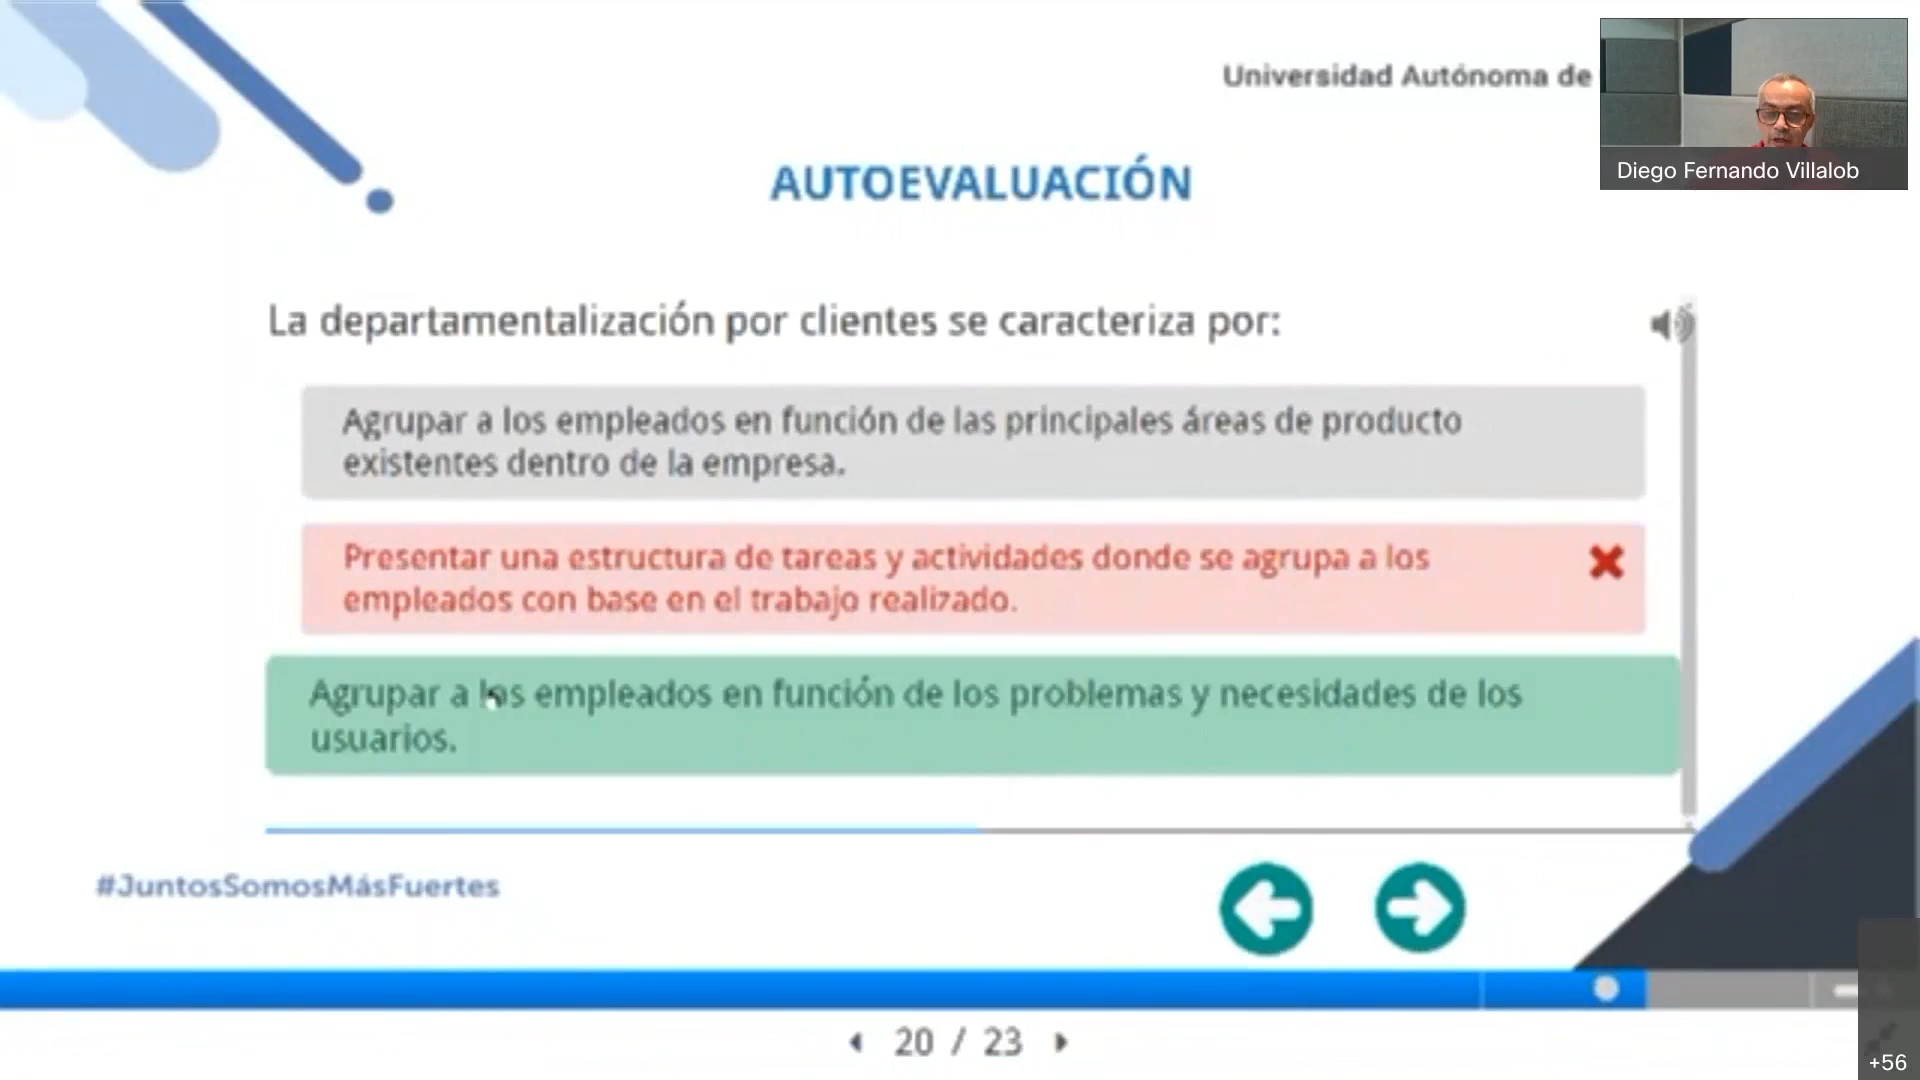 Universidad Autónoma de
Diego Fernando Villalob
AUTOEVALUACIÓN
La departamentalización por clientes se caracteriza por:
Agrupar a los empleados en función de las principales áreas de producto
existentes dentro de la empresa.
Presentar una estructura de tareas y actividades donde se agrupa a los
empleados con base en el trabajo realizado.
Agrupar a los empleados en función de los problemas y necesidades de los
usuarios.
#JuntosSomosMásFuertes
20 / 23
+56